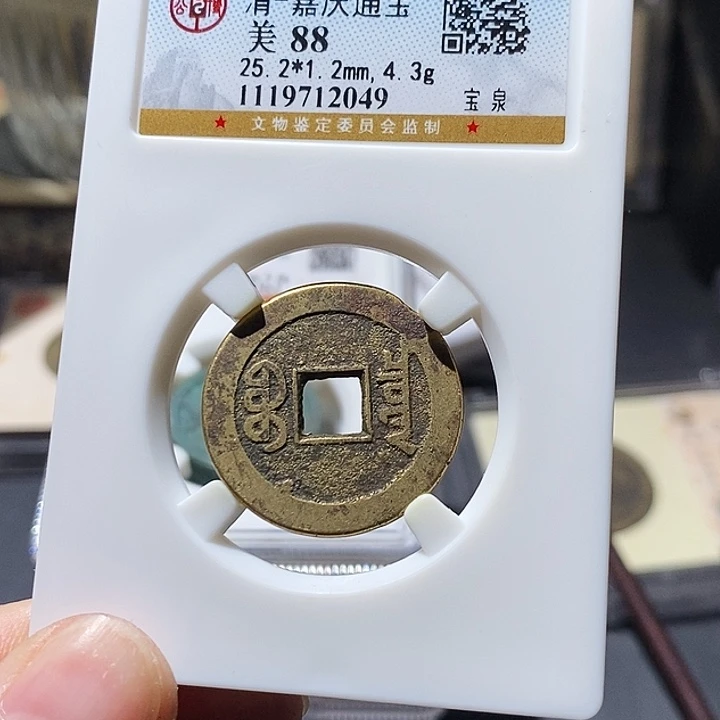 清-嘉庆通宝
美 88
25.2*1.2mm,4.3g
1119712049 宝泉
★ 文物鉴定委员会监制 ★